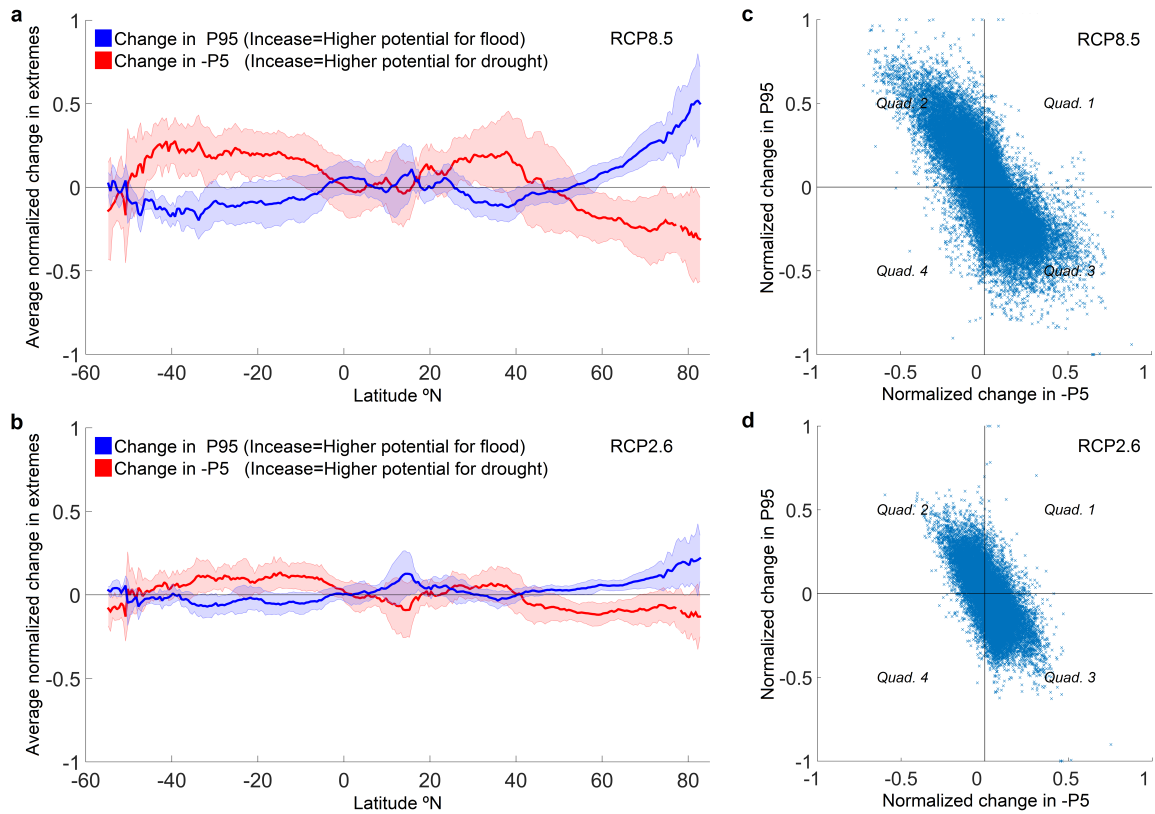 a
Change in P95 (Incease=Higher potential for flood)
Change in -P5 (Increase=Higher potential for drought)
RCP8.5
Average normalized change in extremes
1
0.5
0
-0.5
-1
-60
-40
-20
0
20
40
60
80
Latitude ºN
c
RCP8.5
Quad. 2
Quad. 1
Quad. 4
Quad. 3
Normalized change in P95
1
0.5
0
-0.5
-1
-1
-0.5
0
0.5
1
Normalized change in -P5
b
Change in P95 (Incease=Higher potential for flood)
Change in -P5 (Increase=Higher potential for drought)
RCP2.6
Average normalized change in extremes
1
0.5
0
-0.5
-1
-60
-40
-20
0
20
40
60
80
Latitude ºN
d
RCP2.6
Quad. 2
Quad. 1
Quad. 4
Quad. 3
Normalized change in P95
1
0.5
0
-0.5
-1
-1
-0.5
0
0.5
1
Normalized change in -P5